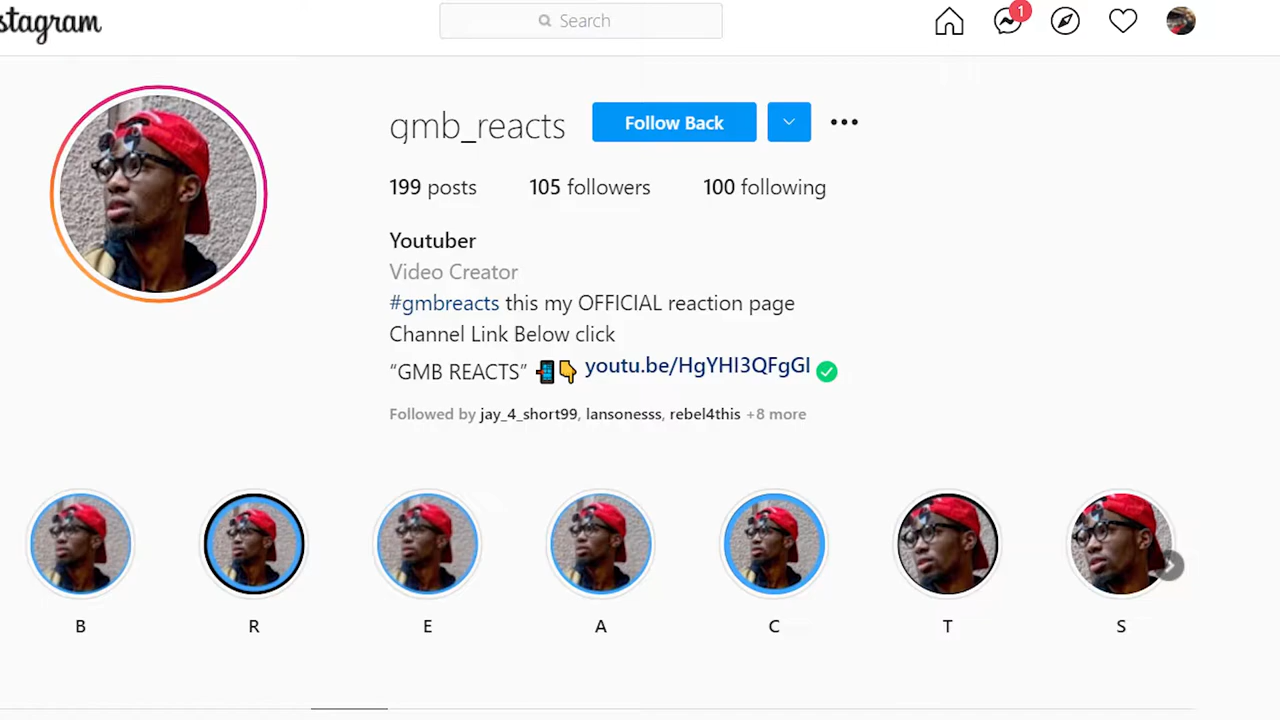 stagram
Search
1
gmb_reacts
Follow Back
199 posts 105 followers 100 following
Youtuber
Video Creator
#gmbreacts this my OFFICIAL reaction page
Channel Link Below click
“GMB REACTS” 📲👇 youtu.be/HgYHI3QFgGI ✅
Followed by jay_4_short99, lansonesss, rebel4this +8 more
B R E A C T S